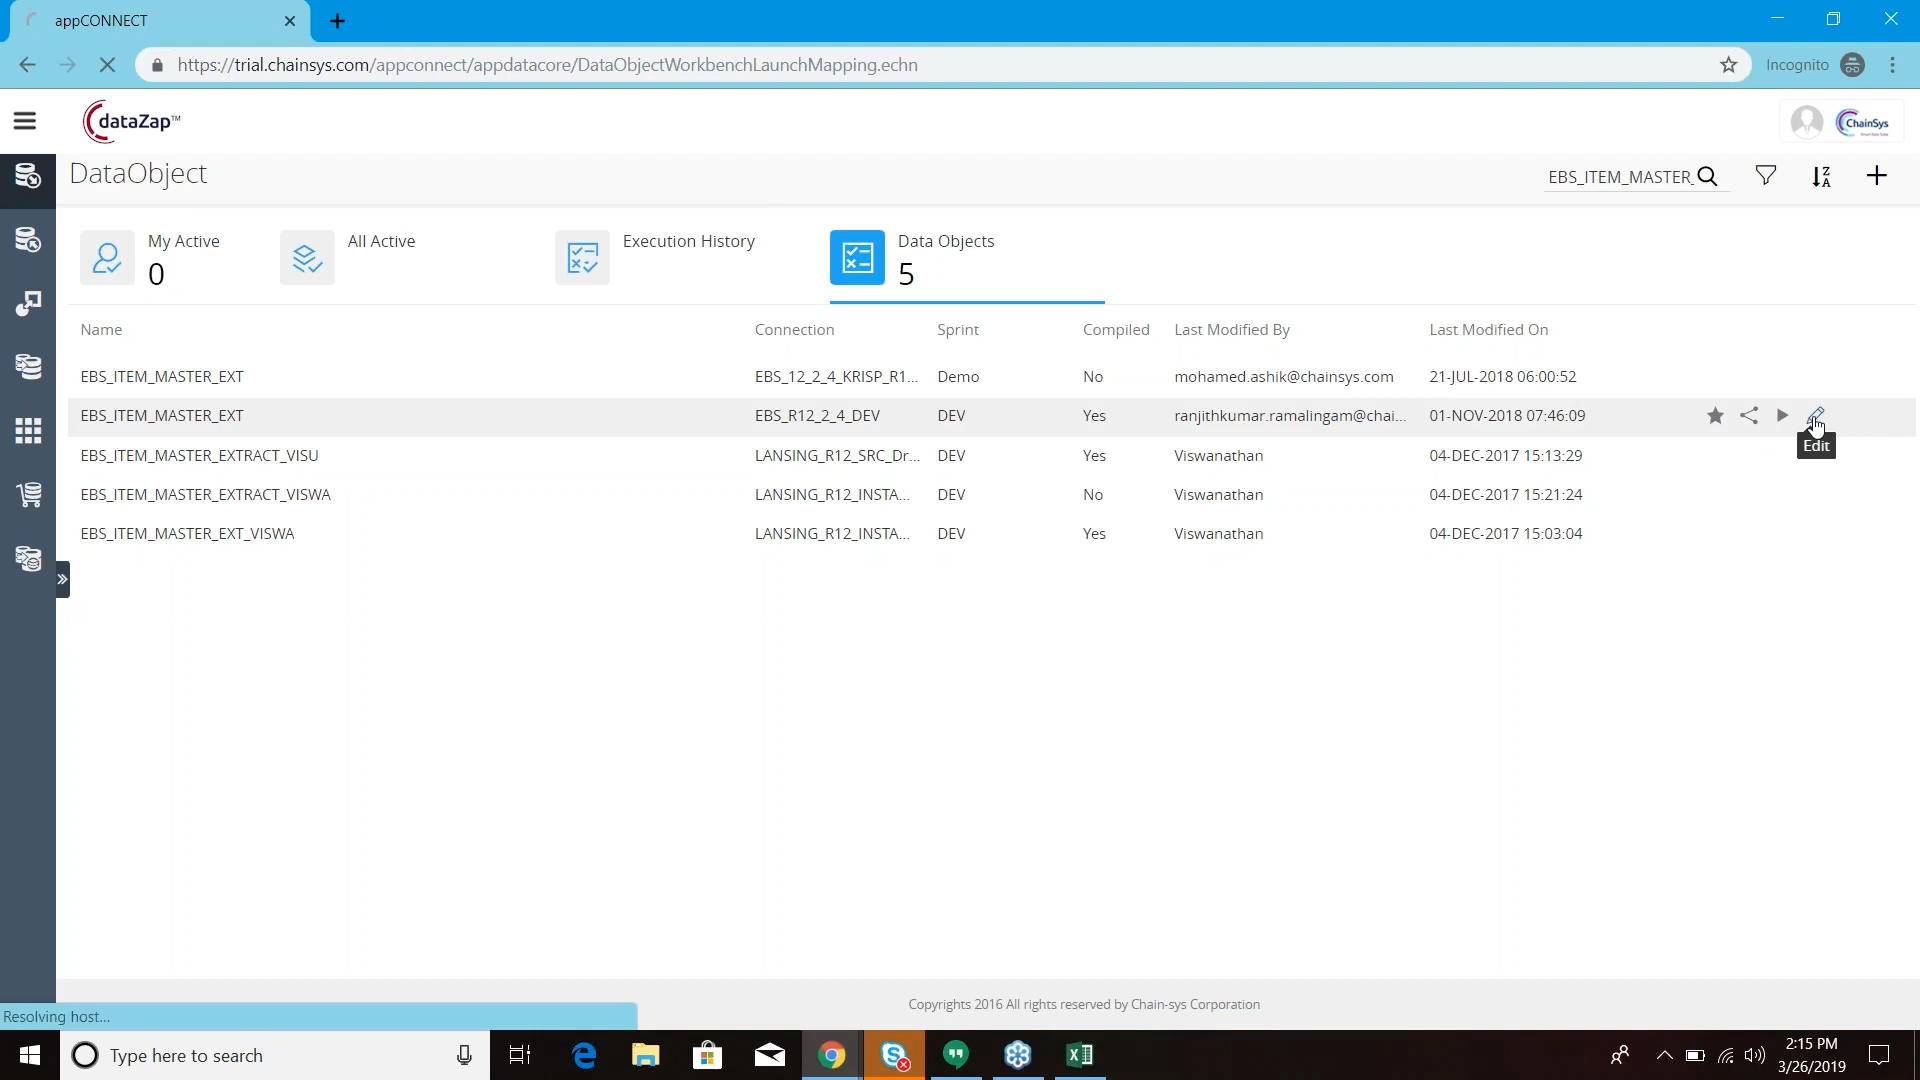 appCONNECT
https://trial.chainsys.com/appconnect/appdatacore/DataObjectWorkbenchLaunchMapping.echn
Incognito
dataZap™
ChainSys
DataObject
EBS_ITEM_MASTER_
My Active
0
All Active
Execution History
Data Objects
5
Name Connection Sprint Compiled Last Modified By Last Modified On
EBS_ITEM_MASTER_EXT EBS_12_2_4_KRISP_R1... Demo No mohamed.ashik@chainsys.com 21-JUL-2018 06:00:52
EBS_ITEM_MASTER_EXT EBS_R12_2_4_DEV DEV Yes ranjithkumar.ramalingam@chai... 01-NOV-2018 07:46:09
Edit
EBS_ITEM_MASTER_EXTRACT_VISU LANSING_R12_SRC_Dr... DEV Yes Viswanathan 04-DEC-2017 15:13:29
EBS_ITEM_MASTER_EXTRACT_VISWA LANSING_R12_INSTA... DEV No Viswanathan 04-DEC-2017 15:21:24
EBS_ITEM_MASTER_EXT_VISWA LANSING_R12_INSTA... DEV Yes Viswanathan 04-DEC-2017 15:03:04
Copyrights 2016 All rights reserved by Chain-sys Corporation
Resolving host...
Type here to search
2:15 PM
3/26/2019